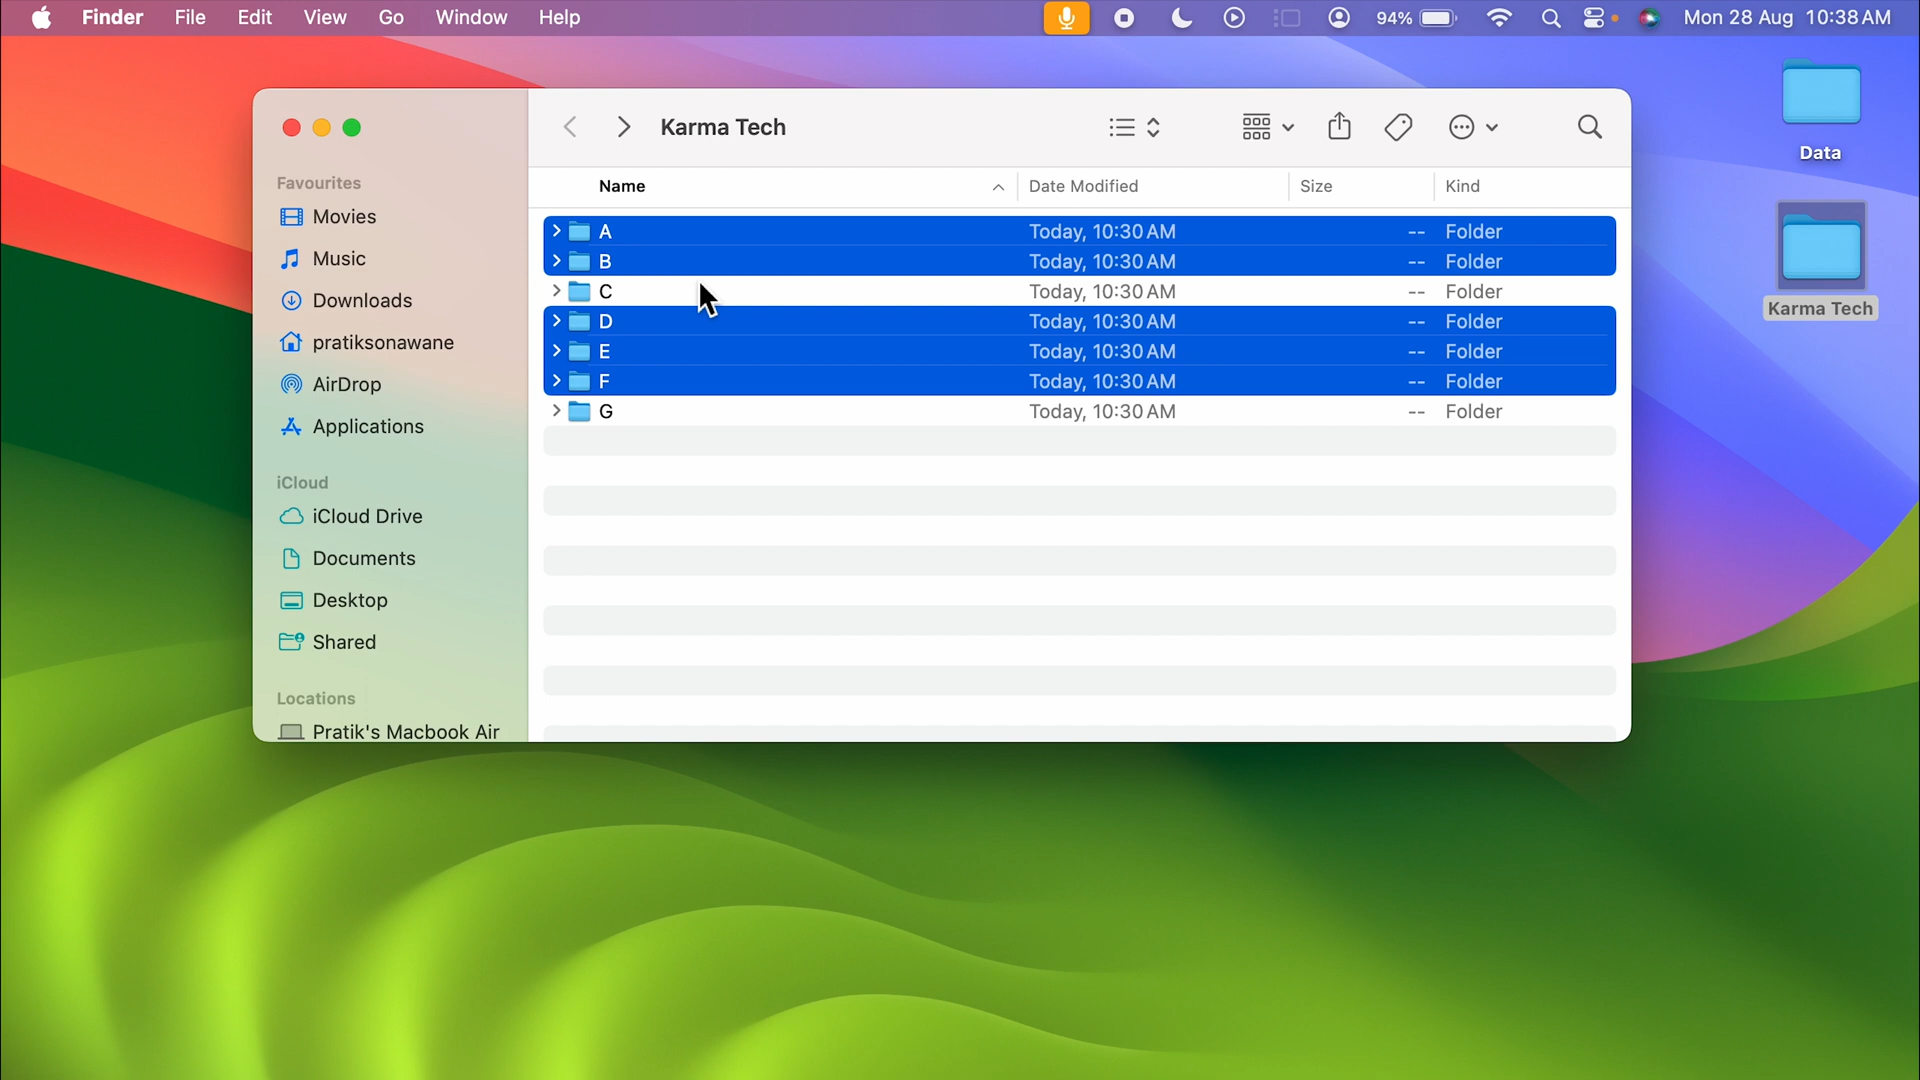 Finder File Edit View Go Window Help 94% Mon 28 Aug 10:38 AM
Data
Karma Tech
Karma Tech
Favourites
Movies
Music
Downloads
pratiksonawane
AirDrop
Applications
iCloud
iCloud Drive
Documents
Desktop
Shared
Locations
Pratik's Macbook Air
Name Date Modified Size Kind
A Today, 10:30 AM -- Folder
B Today, 10:30 AM -- Folder
C Today, 10:30 AM -- Folder
D Today, 10:30 AM -- Folder
E Today, 10:30 AM -- Folder
F Today, 10:30 AM -- Folder
G Today, 10:30 AM -- Folder